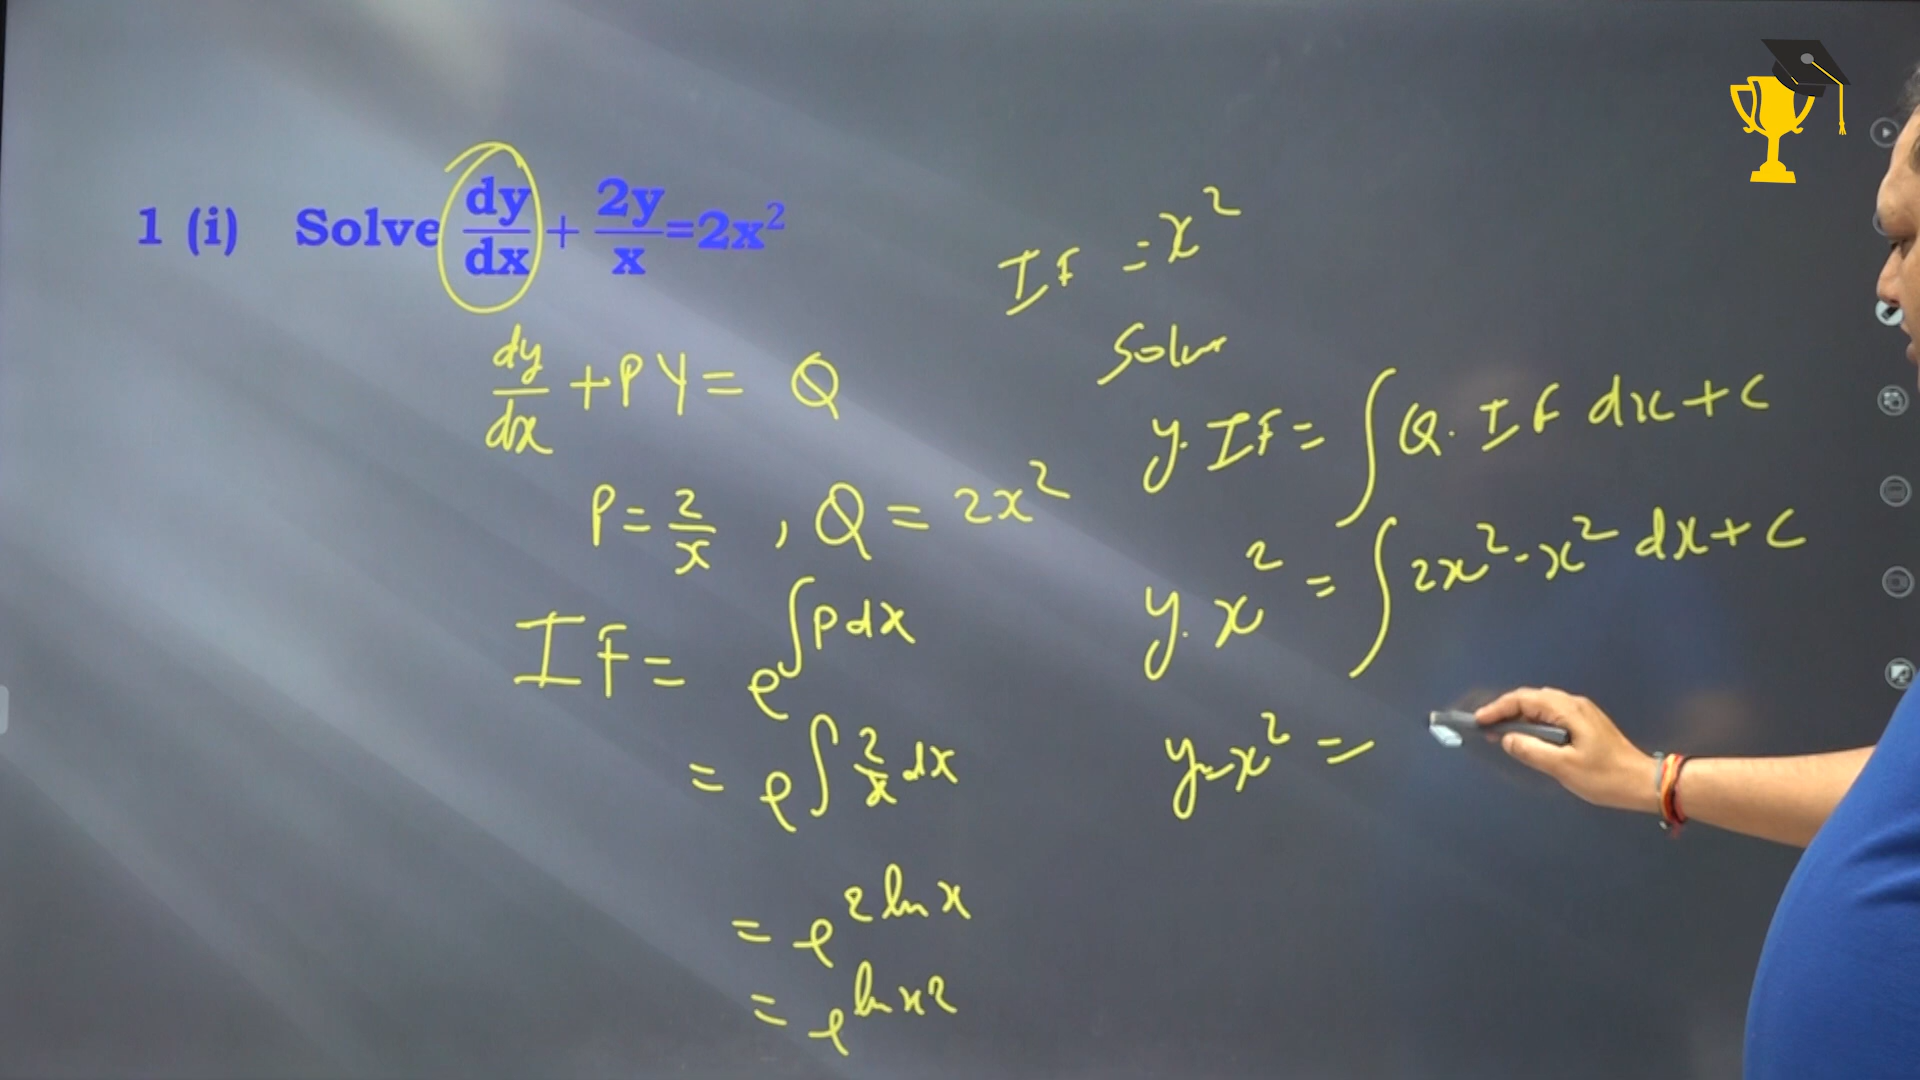 1 (i) Solve dy/dx + 2y/x = 2x²
dy/dx + PY = Q
P = 2/x , Q = 2x²
IF = e^∫Pdx
= e^∫2/x dx
= e^2lnx
= e^lnx2
IF = x²
y. IF = ∫Q. IF dx + c
y. x² = ∫2x² - x² dx + c
y-x² =